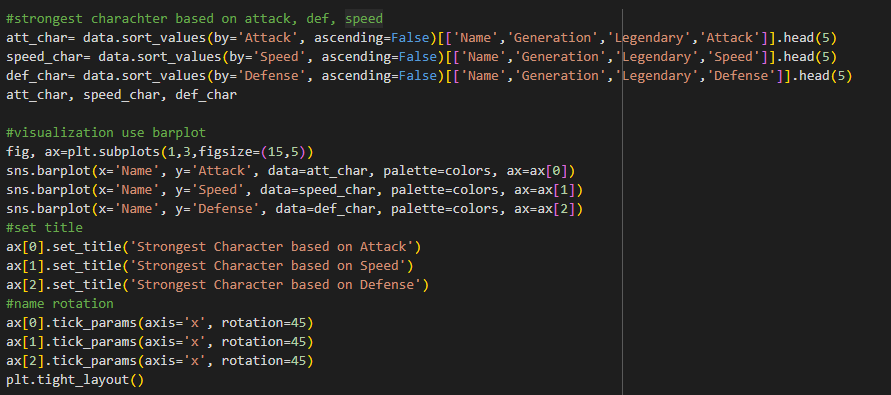 #strongest charachter based on attack, def, speed
att_char= data.sort_values(by='Attack', ascending=False)[['Name','Generation','Legendary','Attack']].head(5)
speed_char= data.sort_values(by='Speed', ascending=False)[['Name','Generation','Legendary','Speed']].head(5)
def_char= data.sort_values(by='Defense', ascending=False)[['Name','Generation','Legendary','Defense']].head(5)
att_char, speed_char, def_char
#visualization use barplot
fig, ax=plt.subplots(1,3,figsize=(15,5))
sns.barplot(x='Name', y='Attack', data=att_char, palette=colors, ax=ax[0])
sns.barplot(x='Name', y='Speed', data=speed_char, palette=colors, ax=ax[1])
sns.barplot(x='Name', y='Defense', data=def_char, palette=colors, ax=ax[2])
#set title
ax[0].set_title('Strongest Character based on Attack')
ax[1].set_title('Strongest Character based on Speed')
ax[2].set_title('Strongest Character based on Defense')
#name rotation
ax[0].tick_params(axis='x', rotation=45)
ax[1].tick_params(axis='x', rotation=45)
ax[2].tick_params(axis='x', rotation=45)
plt.tight_layout()